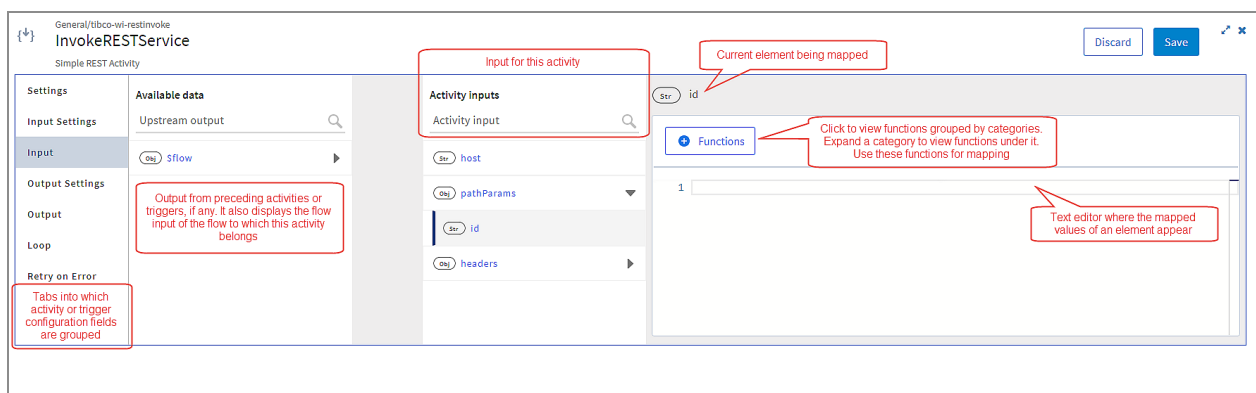 General/tibco-wi-restinvoke
InvokeRESTService
Simple REST Activity
Discard
Save
Settings
Input Settings
Input
Output Settings
Output
Loop
Retry on Error
Tabs into which
activity or trigger
configuration fields
are grouped
Available data
Upstream output
Obj $flow
Output from preceding activities or
triggers, if any. It also displays the flow
input of the flow to which this activity
belongs
Input for this activity
Activity inputs
Activity input
Str host
Obj pathParams
Str id
Obj headers
Current element being mapped
Str id
Functions
Click to view functions grouped by categories.
Expand a category to view functions under it.
Use these functions for mapping
1
Text editor where the mapped
values of an element appear